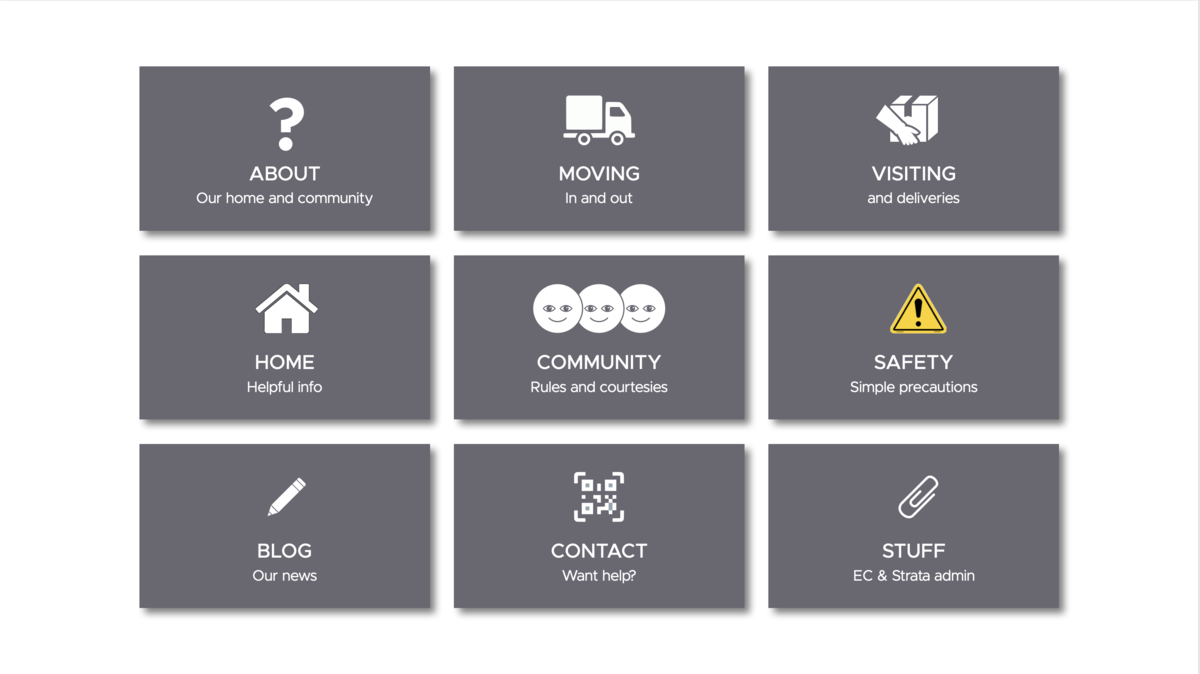 ABOUT
Our home and community
MOVING
In and out
VISITING
and deliveries
HOME
Helpful info
COMMUNITY
Rules and courtesies
SAFETY
Simple precautions
BLOG
Our news
CONTACT
Want help?
STUFF
EC & Strata admin